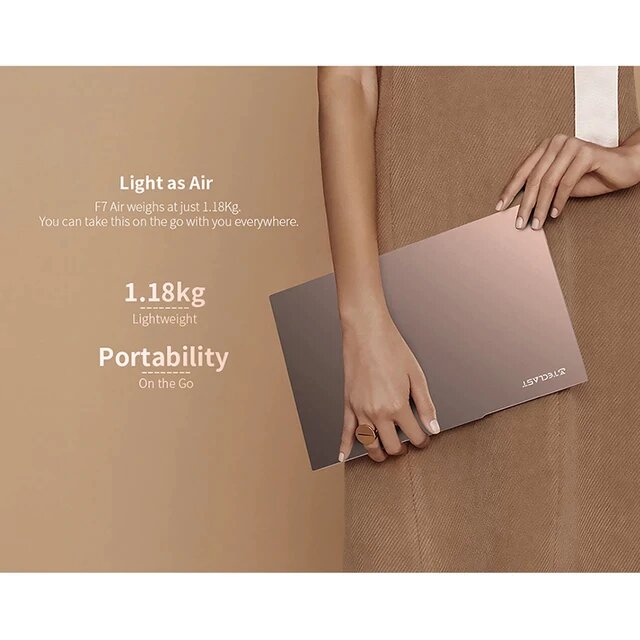 Light as Air
F7 Air weighs at just 1.18Kg.
You can take this on the go with you everywhere.
1.18kg
Lightweight
Portability
On the Go
TECLAST